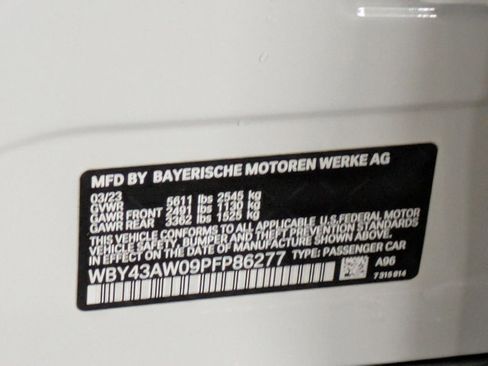 MFD BY BAYERISCHE MOTOREN WERKE AG
03/23
GVWR 5611 lbs 2545 kg
GAWR FRONT 2491 lbs 1130 kg
GAWR REAR 3362 lbs 1525 kg
THIS VEHICLE CONFORMS TO ALL APPLICABLE U.S.FEDERAL MOTOR
VEHICLE SAFETY, BUMPER AND THEFT PREVENTION STANDARDS
IN EFFECT ON THE DATE OF MANUFACTURE SHOWN ABOVE.
WBY43AW09PFP86277 TYPE: PASSENGER CAR
A96
7 315 814